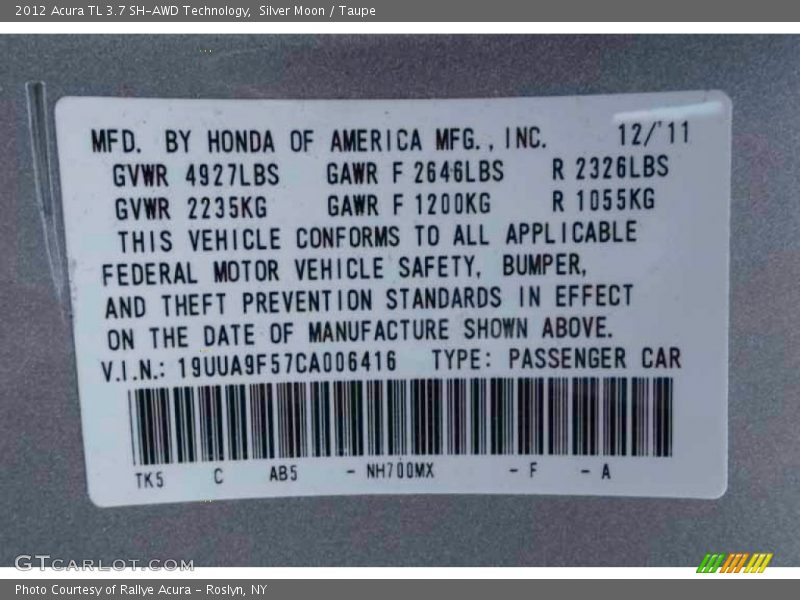 2012 Acura TL 3.7 SH-AWD Technology,  Silver Moon / Taupe
MFD. BY HONDA OF AMERICA MFG., INC. 12/'11
GVWR 4927LBS GAWR F 2646LBS R 2326LBS
GVWR 2235KG GAWR F 1200KG R 1055KG
THIS VEHICLE CONFORMS TO ALL APPLICABLE
FEDERAL MOTOR VEHICLE SAFETY, BUMPER,
AND THEFT PREVENTION STANDARDS IN EFFECT
ON THE DATE OF MANUFACTURE SHOWN ABOVE.
V.I.N.: 19UUA9F57CA006416 TYPE: PASSENGER CAR
TK5 C AB5 - NH700MX - F - A
GTCARLOT.COM
Photo Courtesy of Rallye Acura - Roslyn, NY